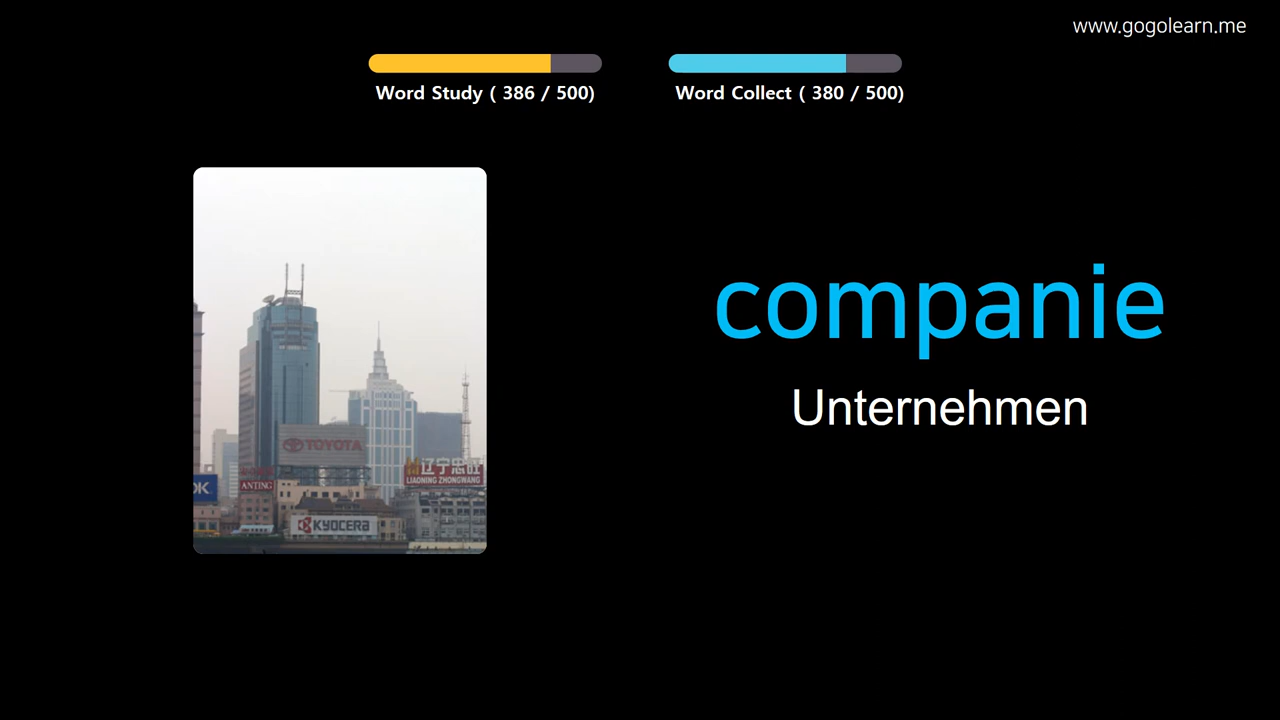 www.gogolearn.me
Word Study ( 386 / 500)
Word Collect ( 380 / 500)
companie
Unternehmen
TOYOTA
辽宁忠旺
LIAONING ZHONGWANG
OK
ANTING
KYOCERA